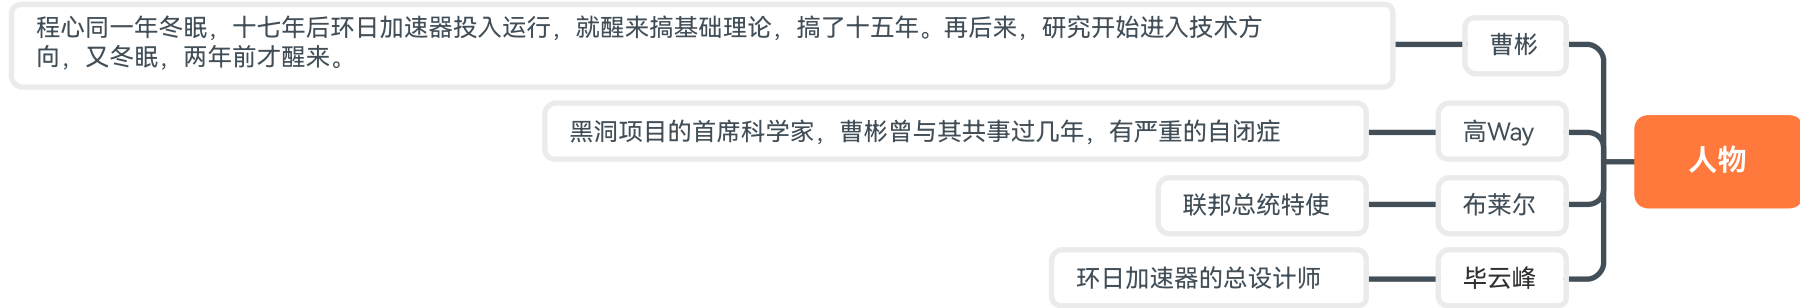 程心同一年冬眠，十七年后环日加速器投入运行，就醒来搞基础理论，搞了十五年。再后来，研究开始进入技术方
向，又冬眠，两年前才醒来。
曹彬
黑洞项目的首席科学家，曹彬曾与其共事过几年，有严重的自闭症
高Way
人物
联邦总统特使
布莱尔
环日加速器的总设计师
毕云峰